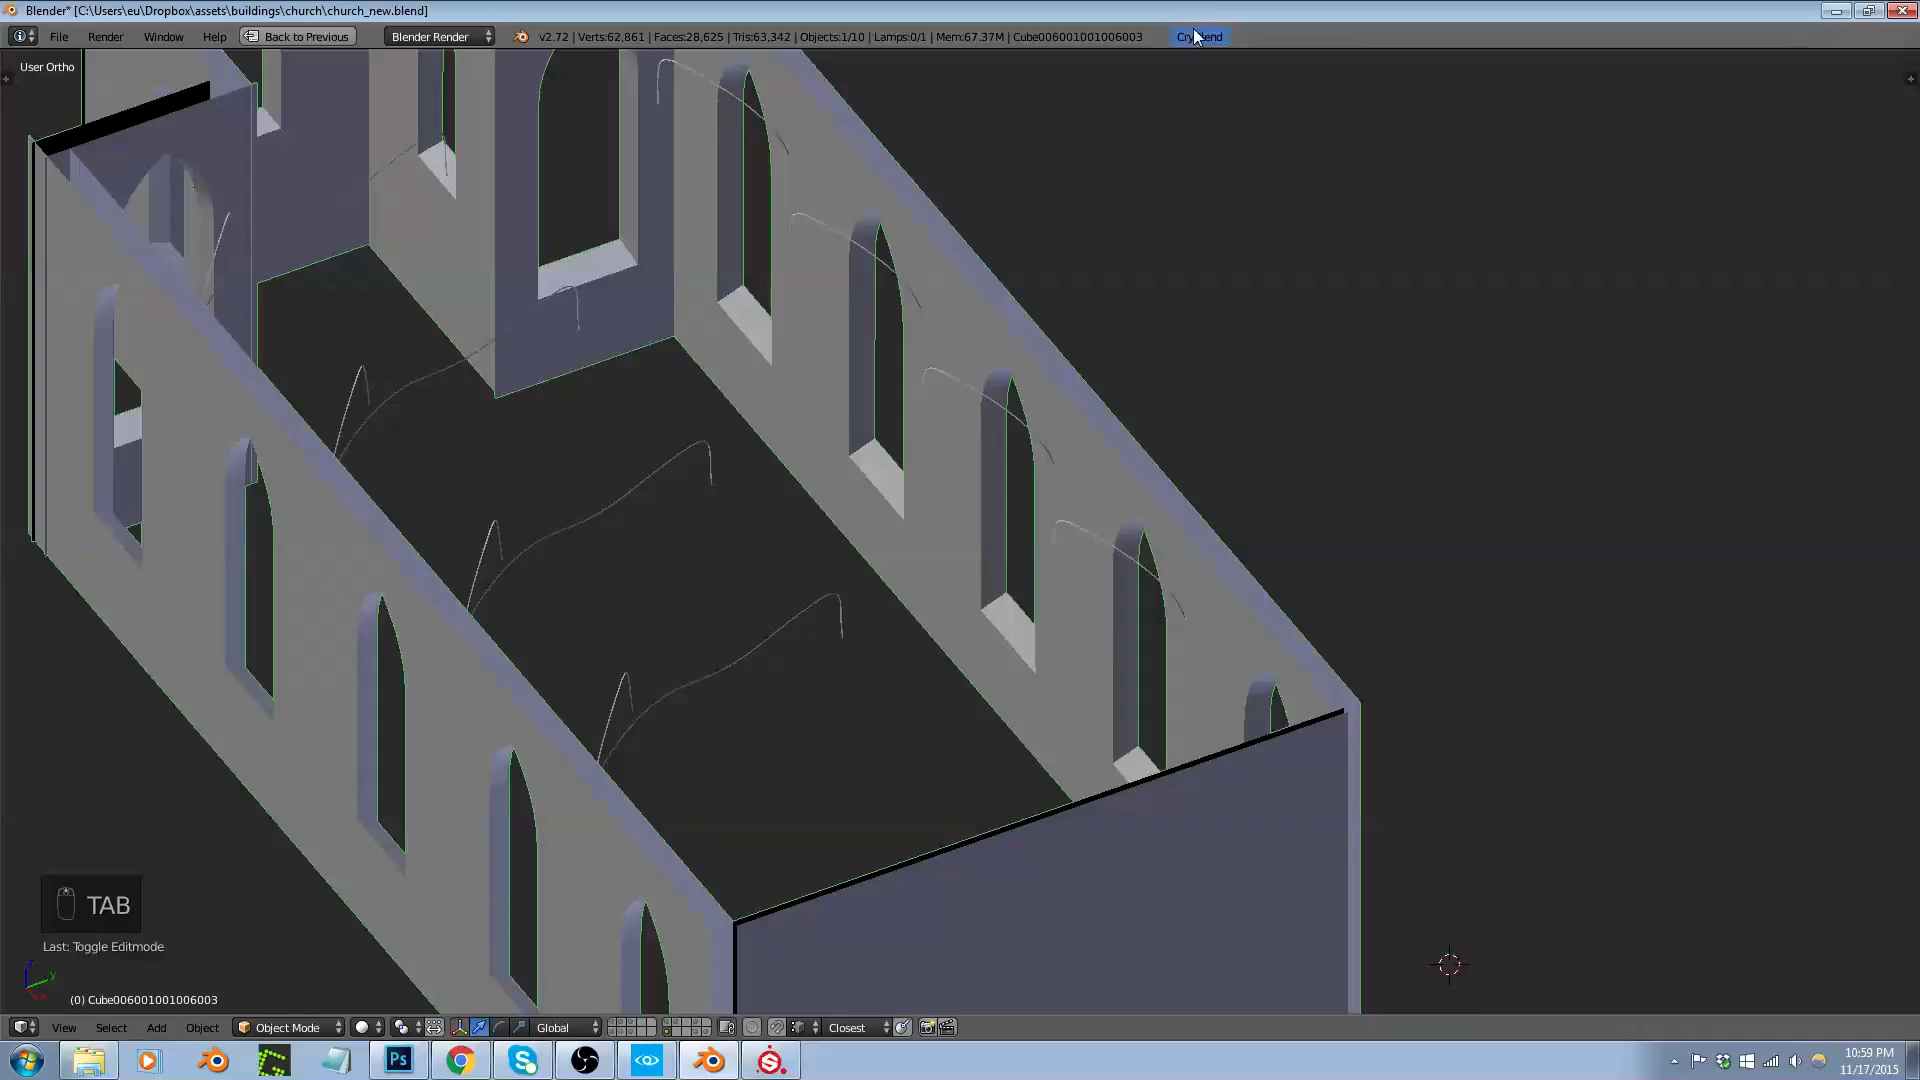 Blender* [C:\Users\eu\Dropbox\assets\buildings\church\church_new.blend]
File Render Window Help Back to Previous Blender Render v2.72 | Verts:62,861 | Faces:28,625 | Tris:63,342 | Objects:1/10 | Lamps:0/1 | Mem:67.37M | Cube006001001006003
User Ortho
TAB
Last: Toggle Editmode
z
y
x
(0) Cube006001001006003
View Select Add Object Object Mode Global Closest
Ps
10:59 PM
11/17/2015